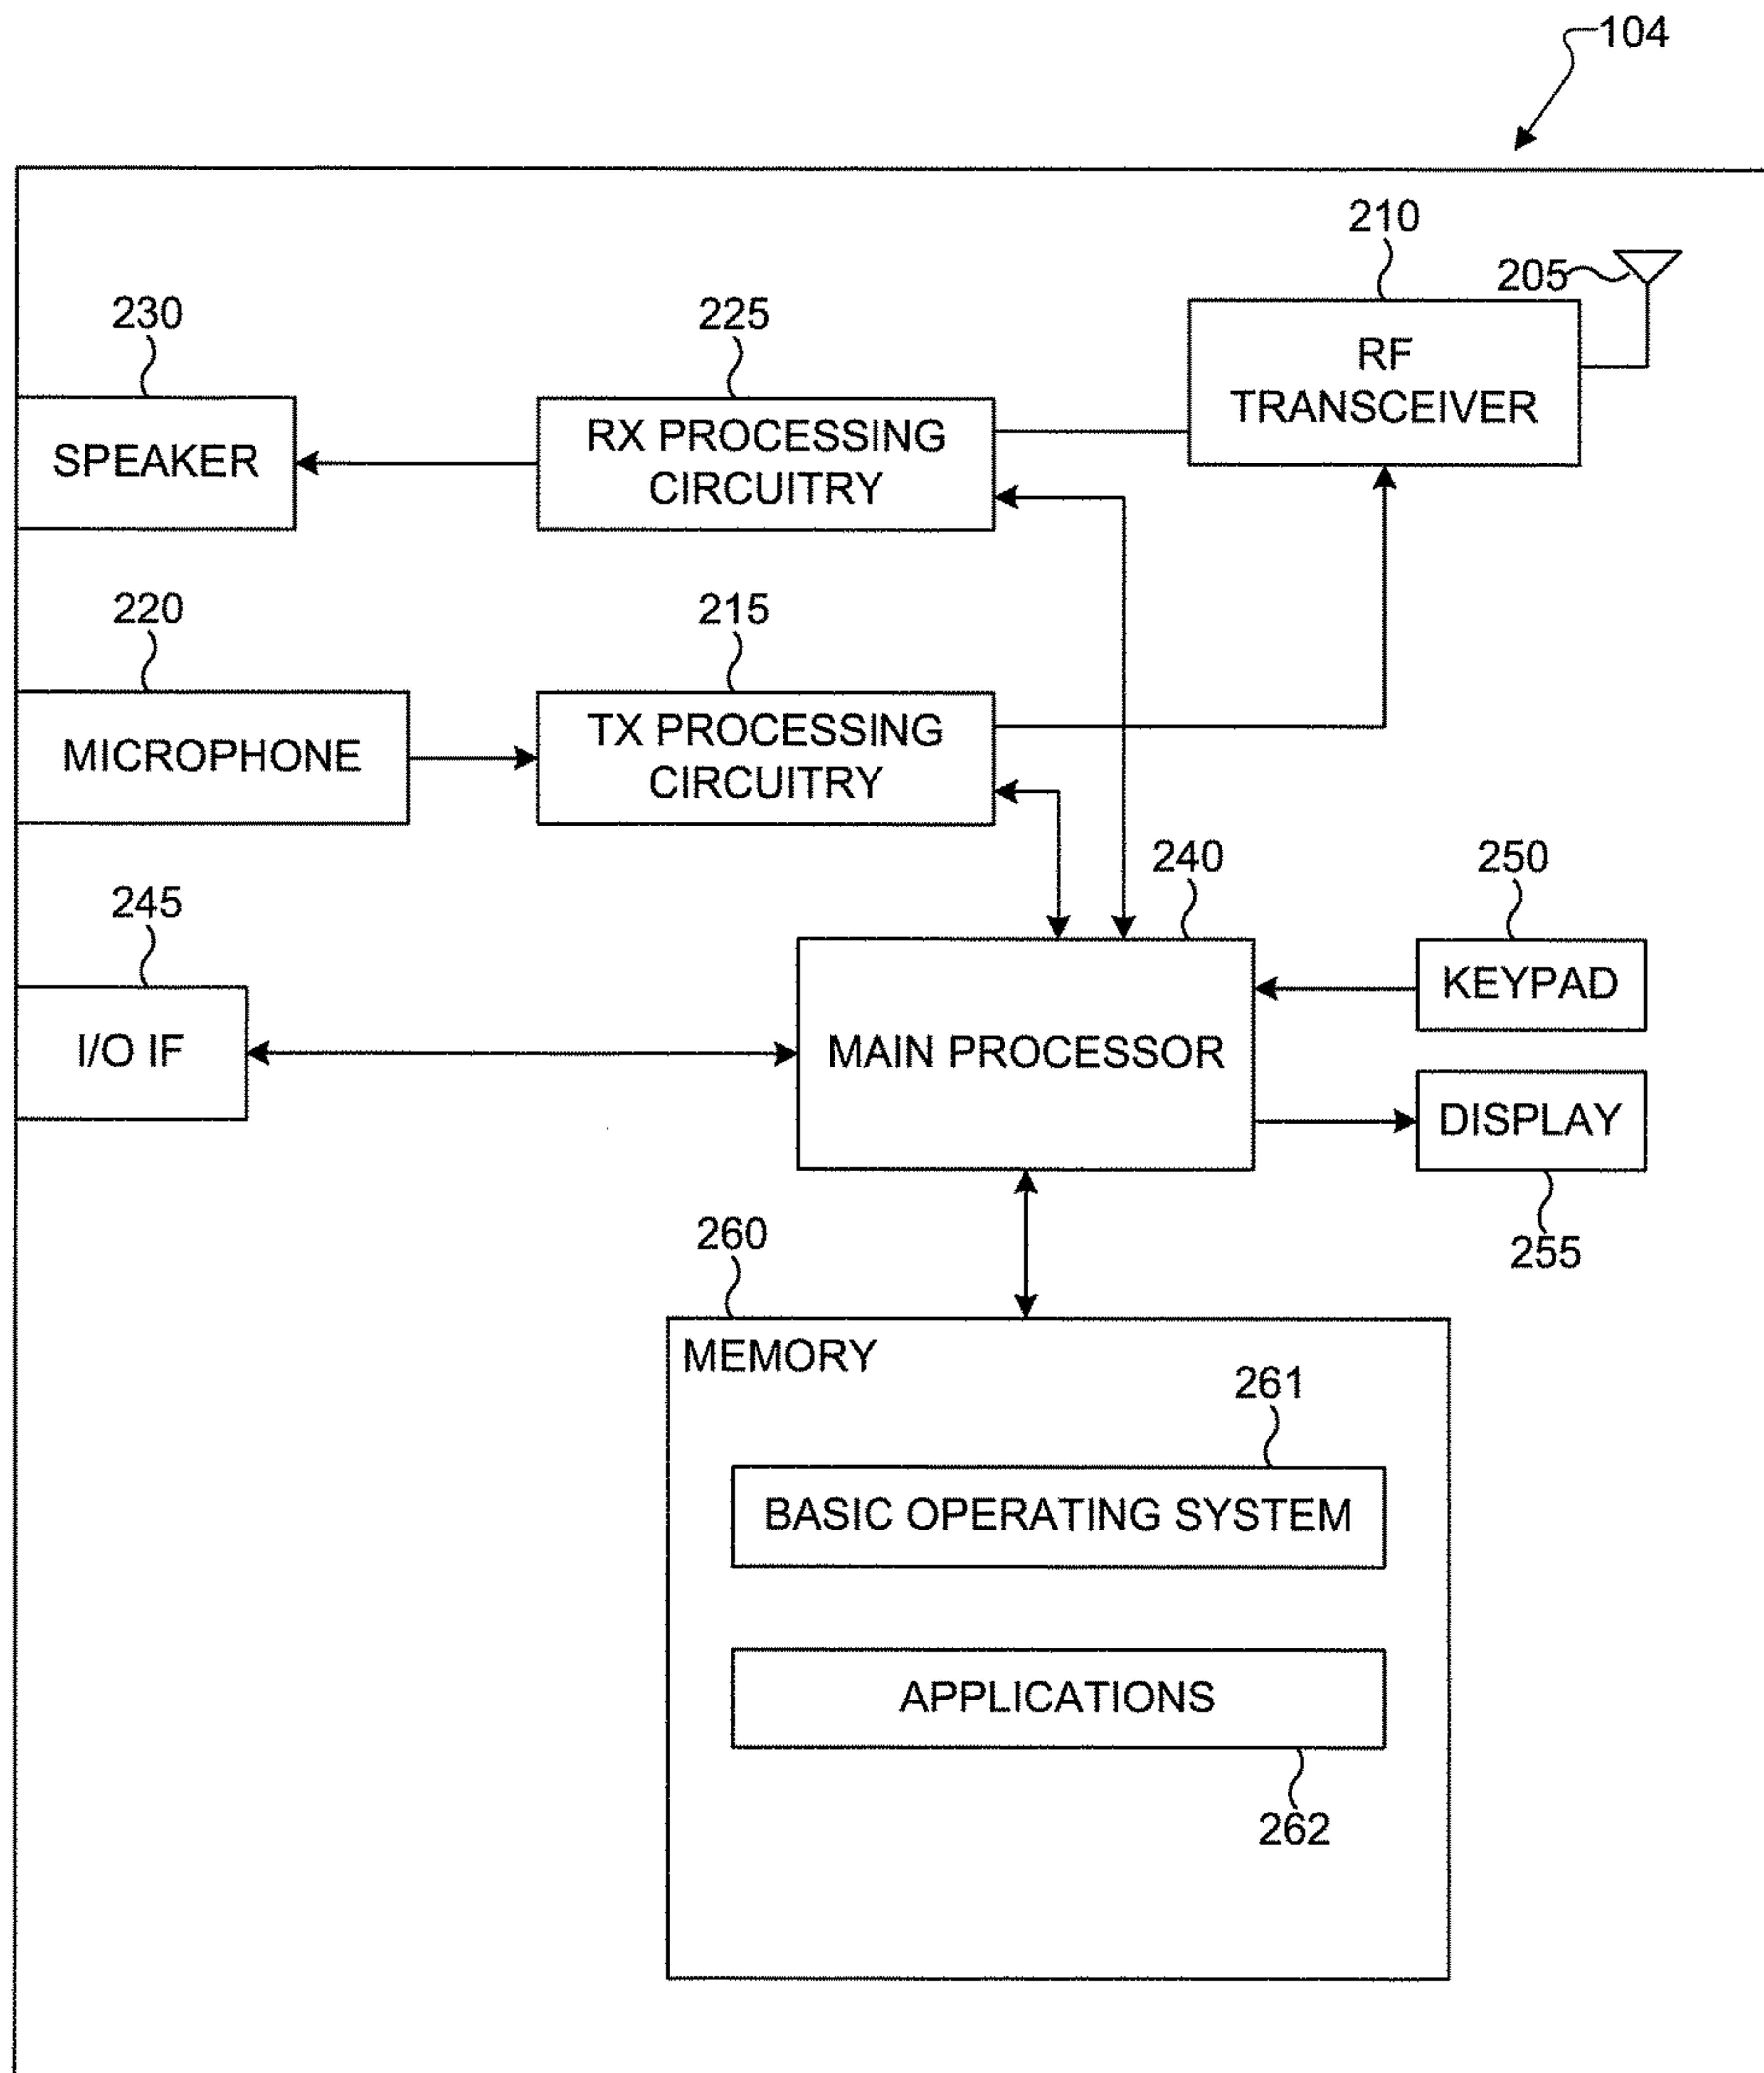 104
210
205
230
225
RF
TRANSCEIVER
SPEAKER
RX PROCESSING
CIRCUITRY
220
215
MICROPHONE
TX PROCESSING
CIRCUITRY
240
250
245
KEYPAD
I/O IF
MAIN PROCESSOR
DISPLAY
260
255
MEMORY
261
BASIC OPERATING SYSTEM
APPLICATIONS
262